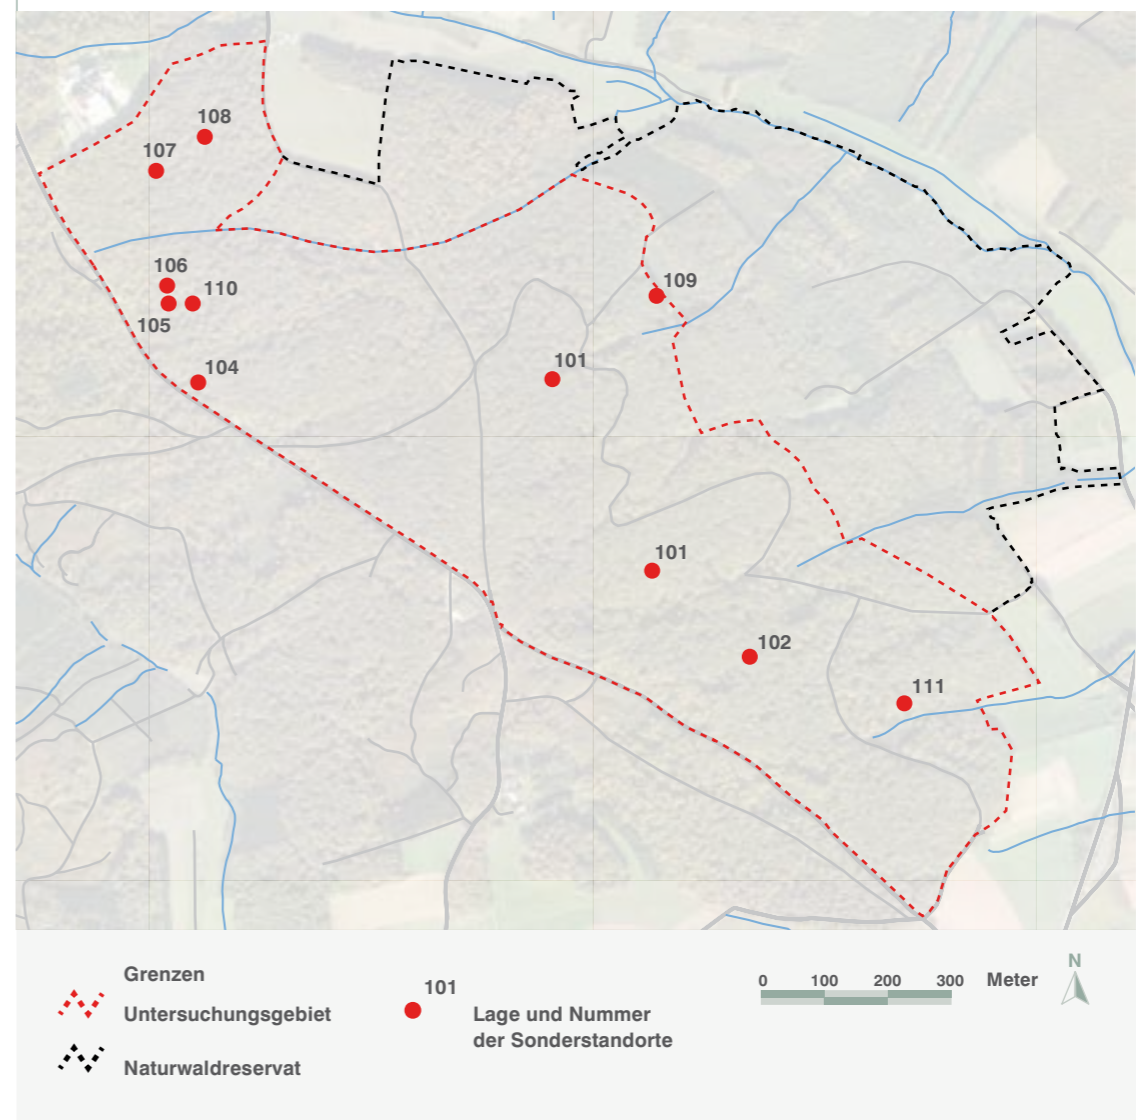 108
107
106
110
105
109
104
101
101
102
111
Grenzen
Untersuchungsgebiet
Naturwaldreservat
101
Lage und Nummer
der Sonderstandorte
0 100 200 300 Meter
N